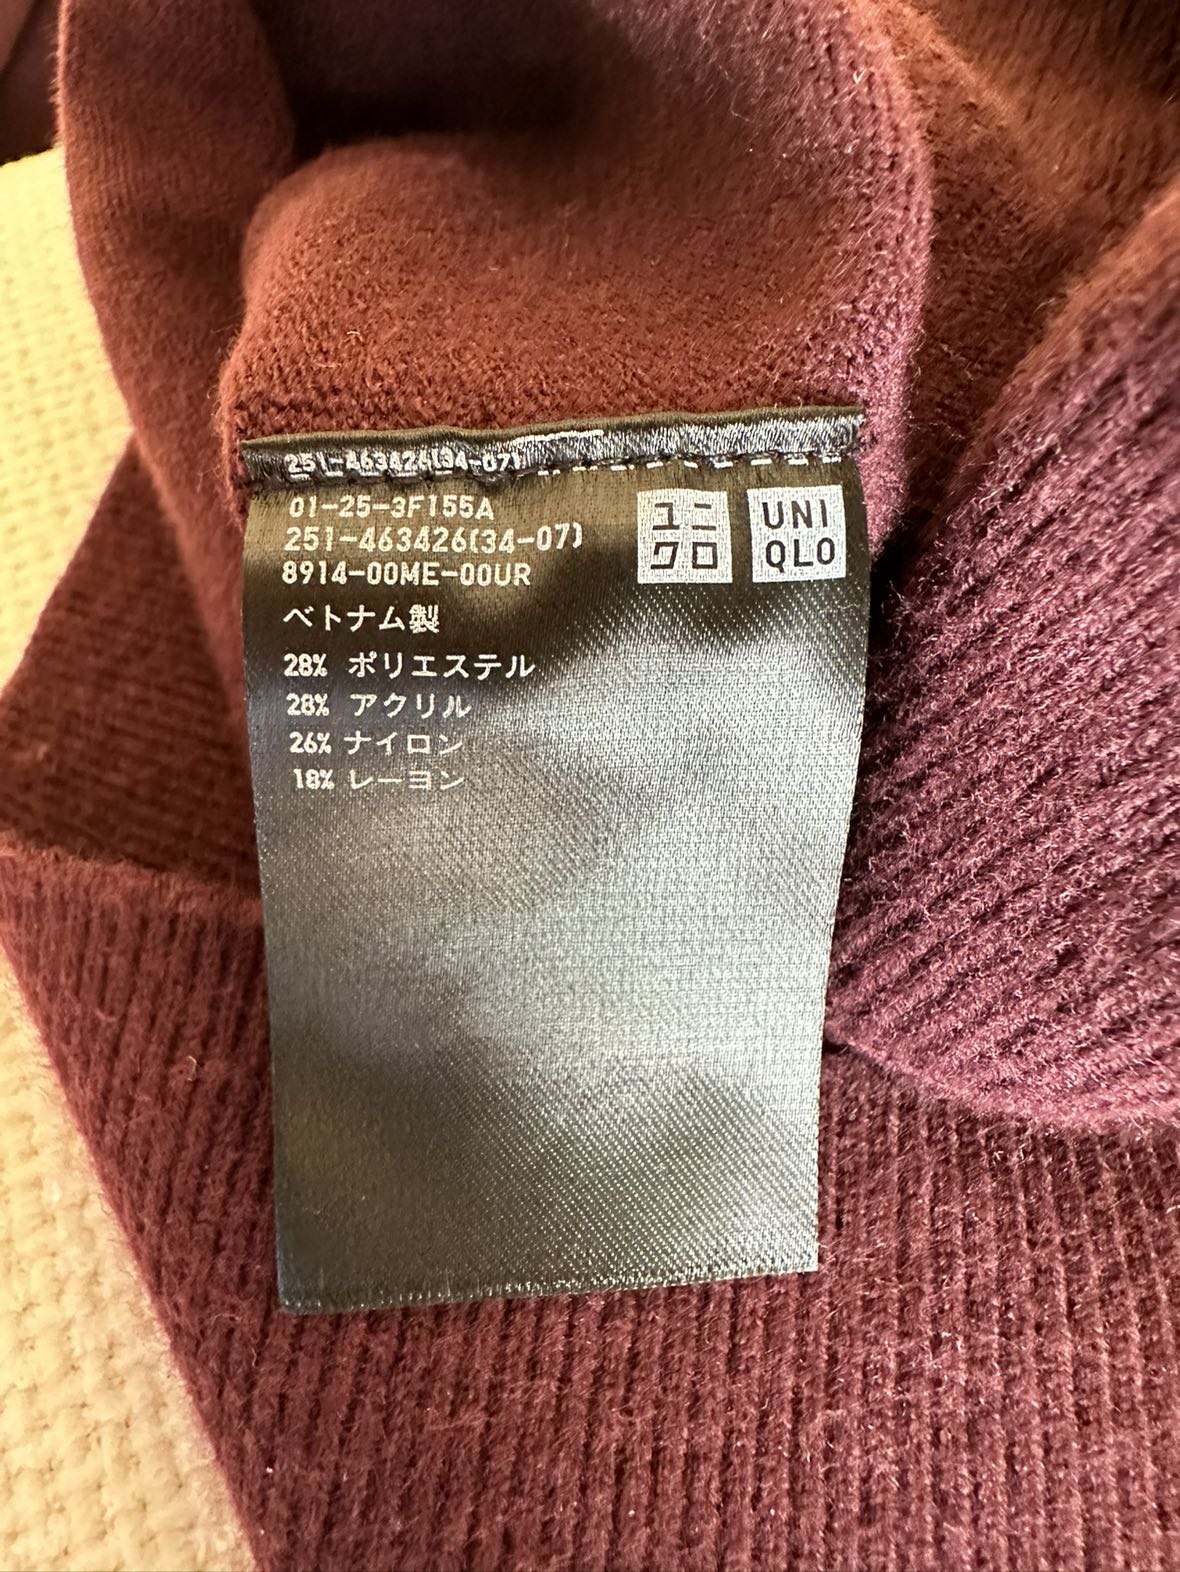 251-463426(34-07)
01-25-3F155A
251-463426(34-07)
8914-00ME-00UR
ユニ
クロ
UNI
QLO
ベトナム製
28% ポリエステル
28% アクリル
26% ナイロン
18% レーヨン